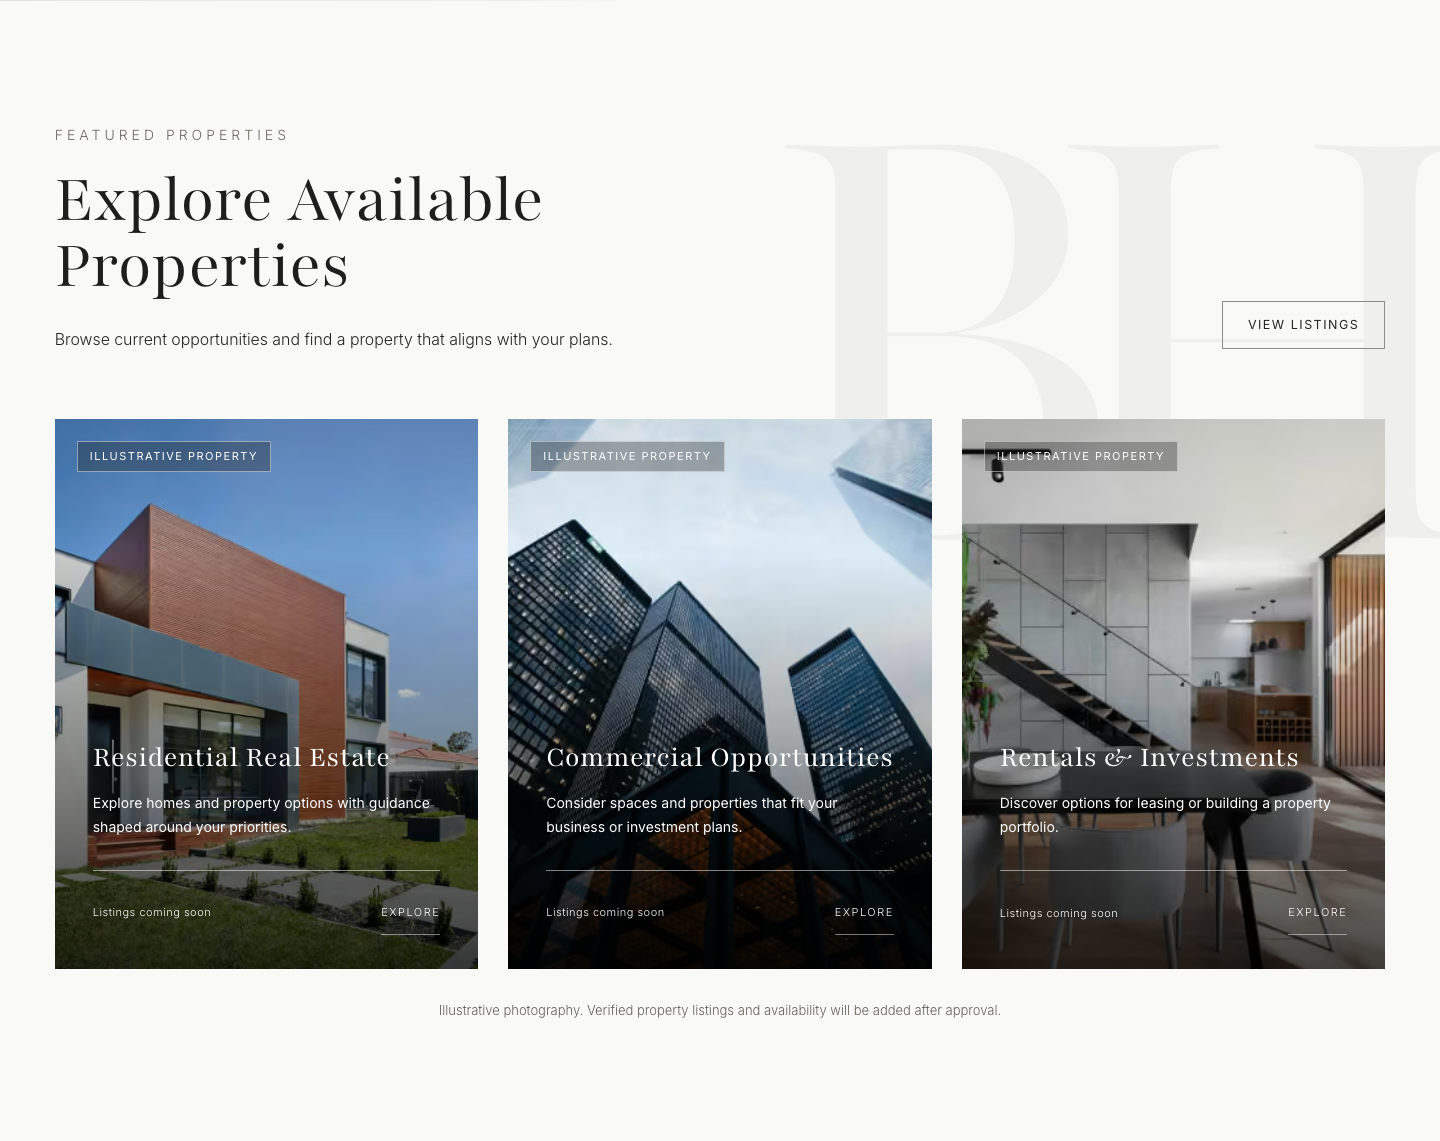 FEATURED PROPERTIES
Explore Available
Properties
Browse current opportunities and find a property that aligns with your plans.
BH
VIEW LISTINGS
ILLUSTRATIVE PROPERTY
Residential Real Estate
Explore homes and property options with guidance
shaped around your priorities.
Listings coming soon
EXPLORE
ILLUSTRATIVE PROPERTY
Commercial Opportunities
Consider spaces and properties that fit your
business or investment plans.
Listings coming soon
EXPLORE
ILLUSTRATIVE PROPERTY
Rentals & Investments
Discover options for leasing or building a property
portfolio.
Listings coming soon
EXPLORE
Illustrative photography. Verified property listings and availability will be added after approval.